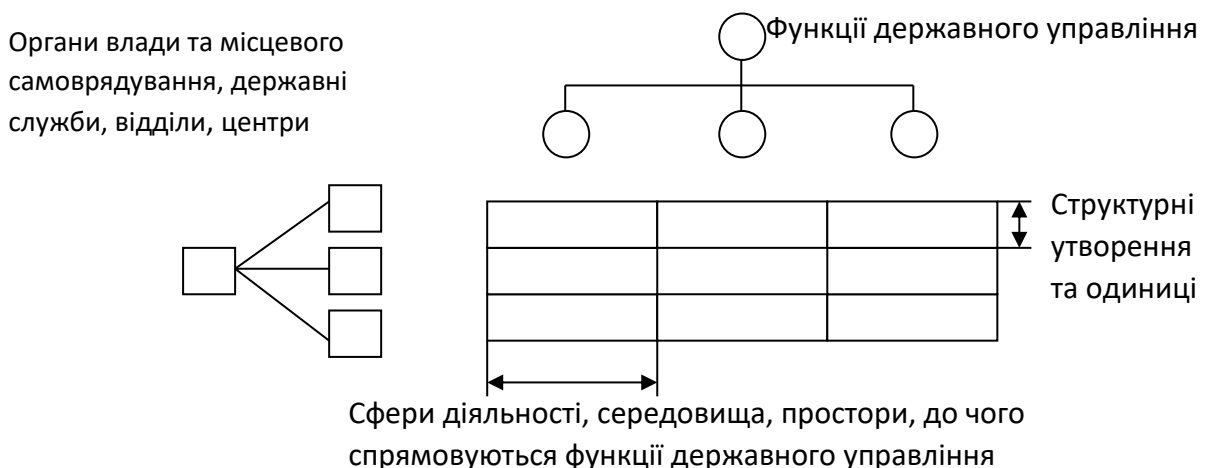 Органи влади та місцевого
самоврядування, державні
служби, відділи, центри
Функції державного управління
Структурні
утворення
та одиниці
Сфери діяльності, середовища, простори, до чого
спрямовуються функції державного управління